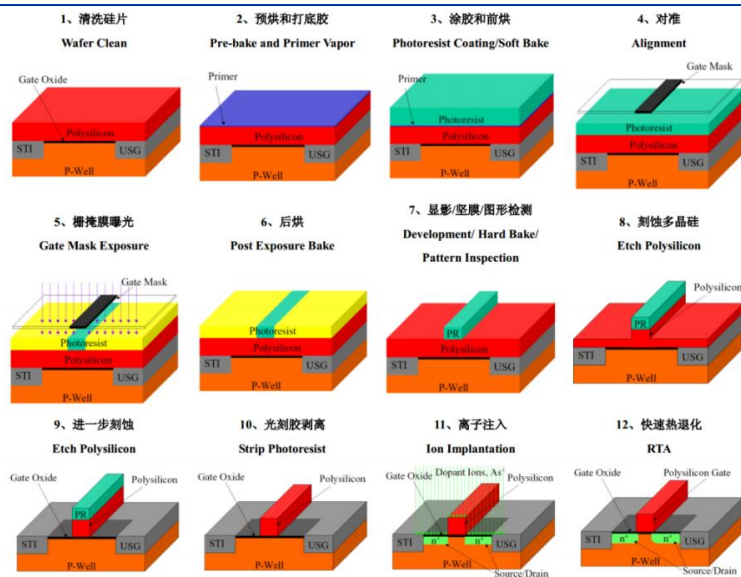 1、清洗硅片
Wafer Clean
Gate Oxide
Polysilicon
STI
USG
P-Well
2、预烘和打底胶
Pre-bake and Primer Vapor
Primer
Polysilicon
STI
USG
P-Well
3、涂胶和前烘
Photoresist Coating/Soft Bake
Primer
Photoresist
Polysilicon
STI
USG
P-Well
4、对准
Alignment
Gate Mask
Photoresist
Polysilicon
STI
USG
P-Well
5、栅掩膜曝光
Gate Mask Exposure
Gate Mask
Photoresist
Polysilicon
STI
USG
P-Well
6、后烘
Post Exposure Bake
Photoresist
Polysilicon
STI
USG
P-Well
7、显影/坚膜/图形检测
Development/ Hard Bake/
Pattern Inspection
PR
Polysilicon
STI
USG
P-Well
8、刻蚀多晶硅
Etch Polysilicon
Polysilicon
PR
STI
USG
P-Well
9、进一步刻蚀
Etch Polysilicon
Gate Oxide
Polysilicon
PR
STI
USG
P-Well
10、光刻胶剥离
Strip Photoresist
Gate Oxide
Polysilicon
STI
USG
P-Well
11、离子注入
Ion Implantation
Dopant Ions, As⁺
Gate Oxide
Polysilicon
STI
n⁺
n⁺
USG
P-Well
Source/Drain
12、快速热退化
RTA
Gate Oxide
Polysilicon Gate
STI
n⁺
n⁺
USG
P-Well
Source/Drain